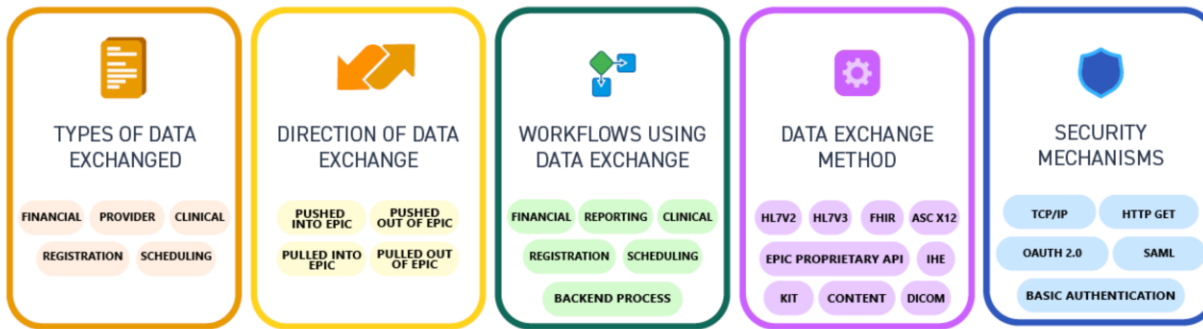 TYPES OF DATA
EXCHANGED
FINANCIAL
PROVIDER
CLINICAL
REGISTRATION
SCHEDULING
DIRECTION OF DATA
EXCHANGE
PUSHED
INTO EPIC
PUSHED
OUT OF EPIC
PULLED INTO
EPIC
PULLED OUT
OF EPIC
WORKFLOWS USING
DATA EXCHANGE
FINANCIAL
REPORTING
CLINICAL
REGISTRATION
SCHEDULING
BACKEND PROCESS
DATA EXCHANGE
METHOD
HL7V2
HL7V3
FHIR
ASC X12
EPIC PROPRIETARY API
IHE
KIT
CONTENT
DICOM
SECURITY
MECHANISMS
TCP/IP
HTTP GET
OAUTH 2.0
SAML
BASIC AUTHENTICATION